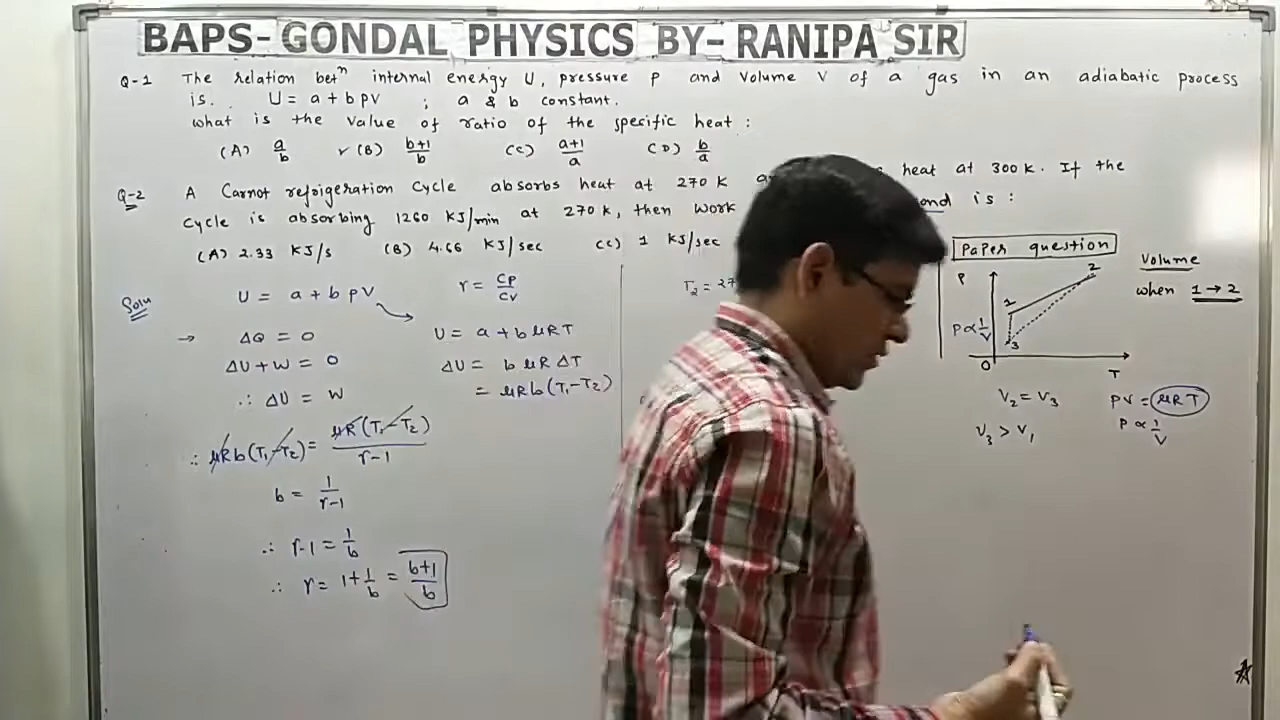 BAPS-GONDAL PHYSICS BY-RANIPA SIR
Q-1 The relation betⁿ internal energy U, pressure P and volume V of a gas in an adiabatic process
is. U = a + b PV ; a & b constant.
what is the value of ratio of the specific heat :
(A) a/b ✓(B) b+1/b (C) a+1/a (D) b/a
Q-2 A Carnot refrigeration cycle absorbs heat at 270 K heat at 300 K. If the
cycle is absorbing 1260 KJ/min at 270 K, then work ond is :
(A) 2.33 KJ/s (B) 4.66 KJ/sec (C) 1 KJ/sec
Soluⁿ
U = a + b PV
→ ΔQ = 0
ΔU + W = 0
∴ ΔU = W
∴ μRb(T₁-T₂) = μR(T₁-T₂)/r-1
b = 1/r-1
∴ r-1 = 1/b
∴ r = 1 + 1/b = b+1/b
r = CP/CV
U = a + b μRT
ΔU = b μR ΔT
= μRb(T₁-T₂)
T₂ = 27
Paper question
P
2
1
P ∝ 1/V
3
O
T
Volume
when 1 → 2
V₂ = V₃
V₃ > V₁
PV = μRT
P ∝ 1/V